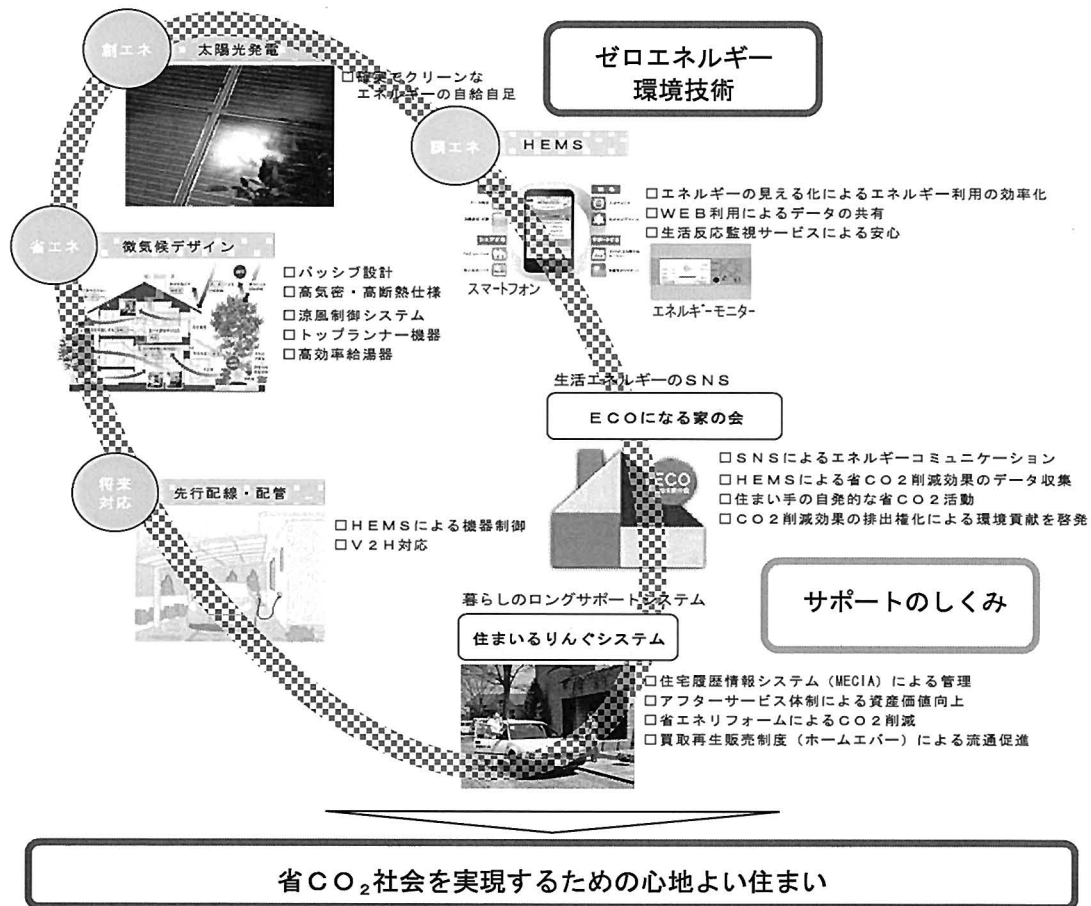 創エネ
太陽光発電
□確実でクリーンな
エネルギーの自給自足
ゼロエネルギー
環境技術
調エネ
HEMS
□エネルギーの見える化によるエネルギー利用の効率化
□WEB利用によるデータの共有
□生活反応監視サービスによる安心
スマートフォン
エネルギーモニター
省エネ
微気候デザイン
□パッシブ設計
□高気密・高断熱仕様
□涼風制御システム
□トップランナー機器
□高効率給湯器
生活エネルギーのSNS
ECOになる家の会
ECO
□SNSによるエネルギーコミュニケーション
□HEMSによる省CO2削減効果のデータ収集
□住まい手の自発的な省CO2活動
□CO2削減効果の排出権化による環境貢献を啓発
将来
対応
先行配線・配管
□HEMSによる機器制御
□V2H対応
サポートのしくみ
暮らしのロングサポートシステム
住まいるりんぐシステム
□住宅履歴情報システム(MECIA)による管理
□アフターサービス体制による資産価値向上
□省エネリフォームによるCO2削減
□買取再生販売制度(ホームエバー)による流通促進
省CO₂社会を実現するための心地よい住まい